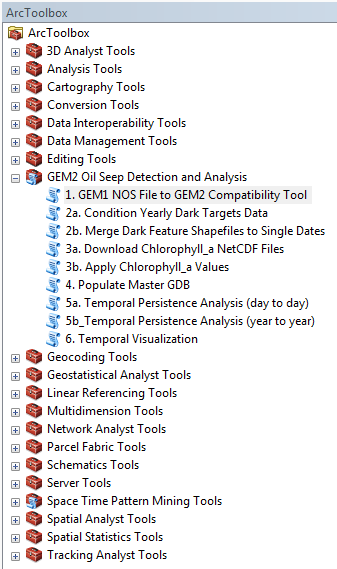 ArcToolbox
ArcToolbox
3D Analyst Tools
Analysis Tools
Cartography Tools
Conversion Tools
Data Interoperability Tools
Data Management Tools
Editing Tools
GEM2 Oil Seep Detection and Analysis
1. GEM1 NOS File to GEM2 Compatibility Tool
2a. Condition Yearly Dark Targets Data
2b. Merge Dark Feature Shapefiles to Single Dates
3a. Download Chlorophyll_a NetCDF Files
3b. Apply Chlorophyll_a Values
4. Populate Master GDB
5a. Temporal Persistence Analysis (day to day)
5b_Temporal Persistence Analysis (year to year)
6. Temporal Visualization
Geocoding Tools
Geostatistical Analyst Tools
Linear Referencing Tools
Multidimension Tools
Network Analyst Tools
Parcel Fabric Tools
Schematics Tools
Server Tools
Space Time Pattern Mining Tools
Spatial Analyst Tools
Spatial Statistics Tools
Tracking Analyst Tools